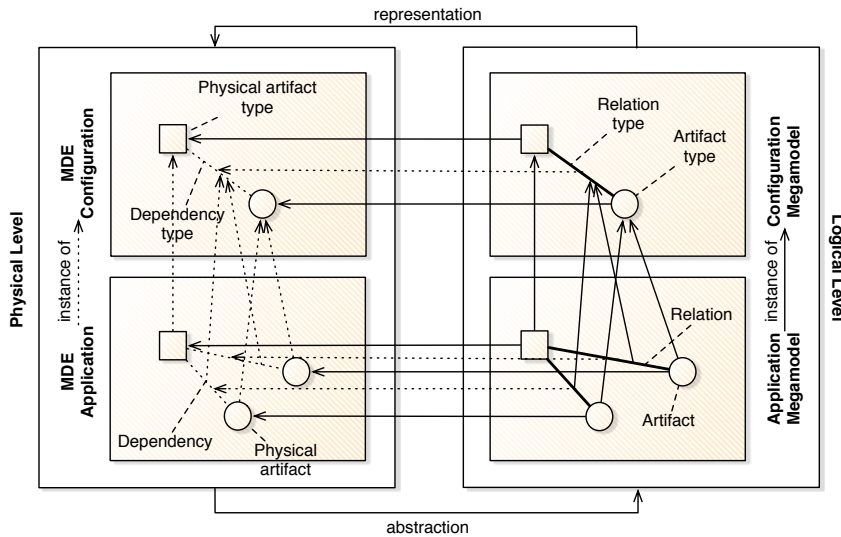 representation
Physical Level
MDE
Configuration
instance of
MDE
Application
Physical artifact
type
Dependency
type
Dependency
Physical
artifact
Relation
type
Artifact
type
Relation
Artifact
Configuration
Megamodel
instance of
Application
Megamodel
Logical Level
abstraction